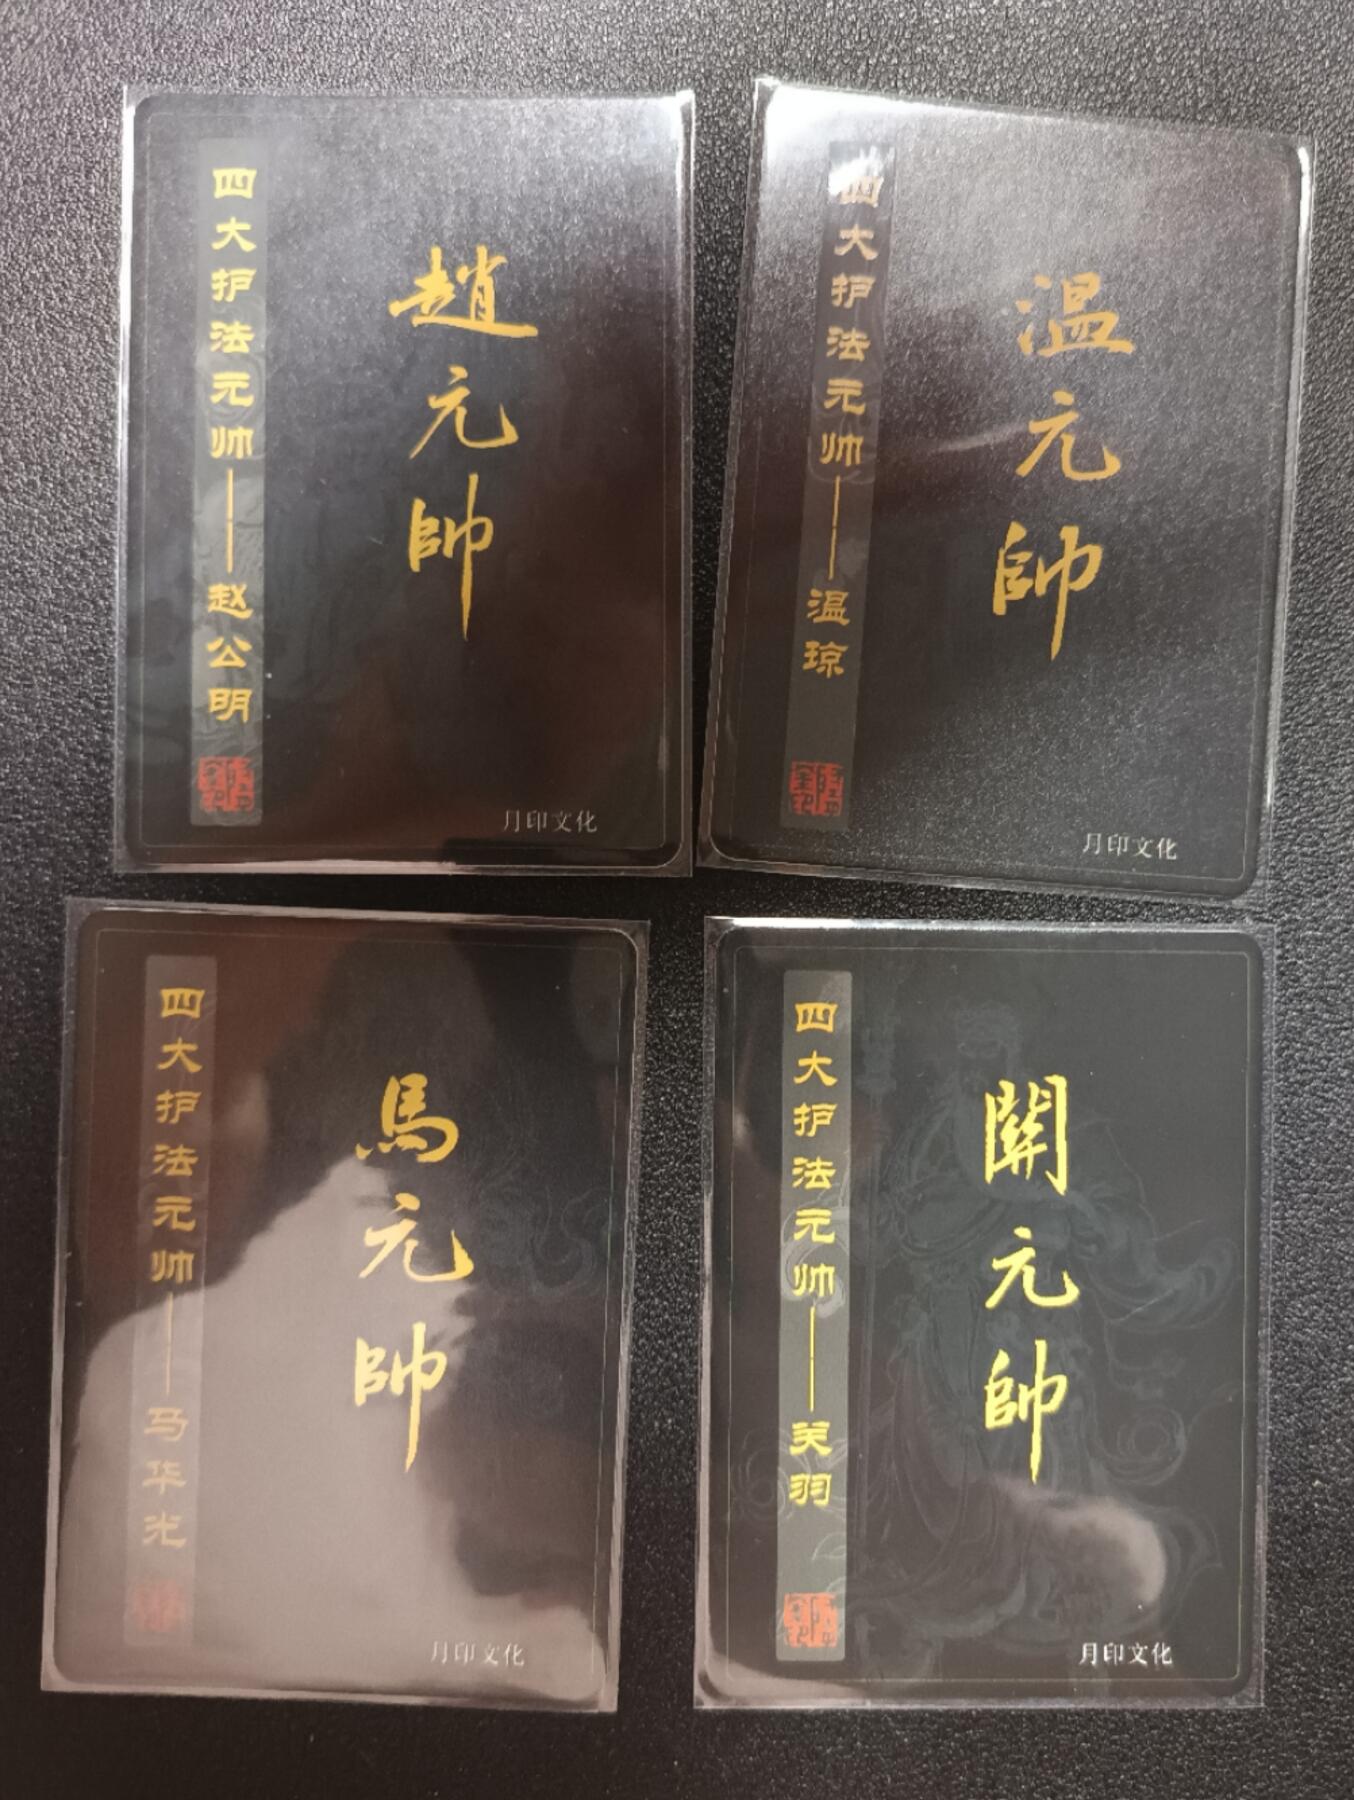 四大护法元帅——赵公明
趙元帥
月印文化
四大护法元帅——温琼
温元帥
月印文化
四大护法元帅——马华光
馬元帥
月印文化
四大护法元帅——关羽
關元帥
月印文化